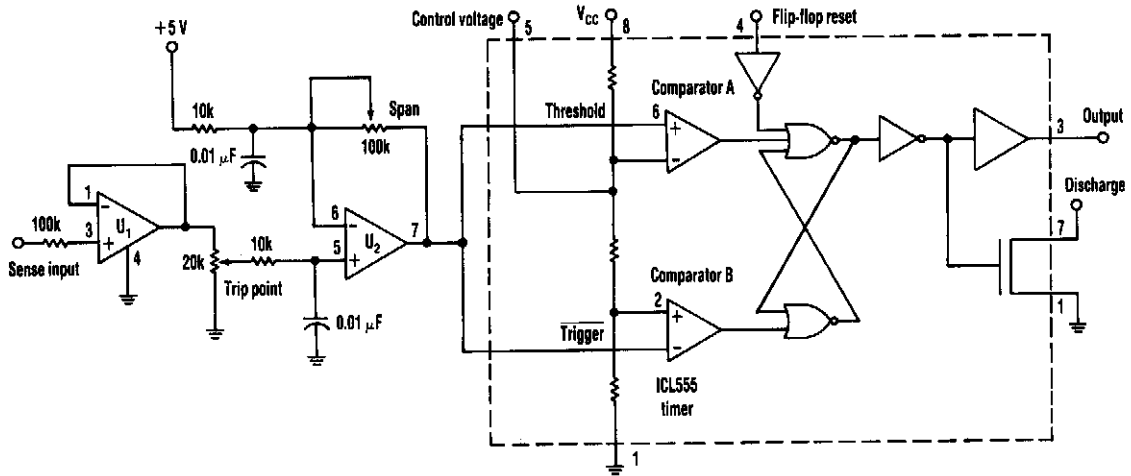 Control voltage
5
V_CC
8
4
Flip-flop reset
+5 V
10k
Span
100k
0.01 μF
Threshold
6
Comparator A
+
−
3
Output
Discharge
7
1
1
−
U1
100k
3
+
4
Sense input
20k
10k
Trip point
0.01 μF
6
−
U2
5
+
7
Comparator B
2
+
−
Trigger
ICL555
timer
1